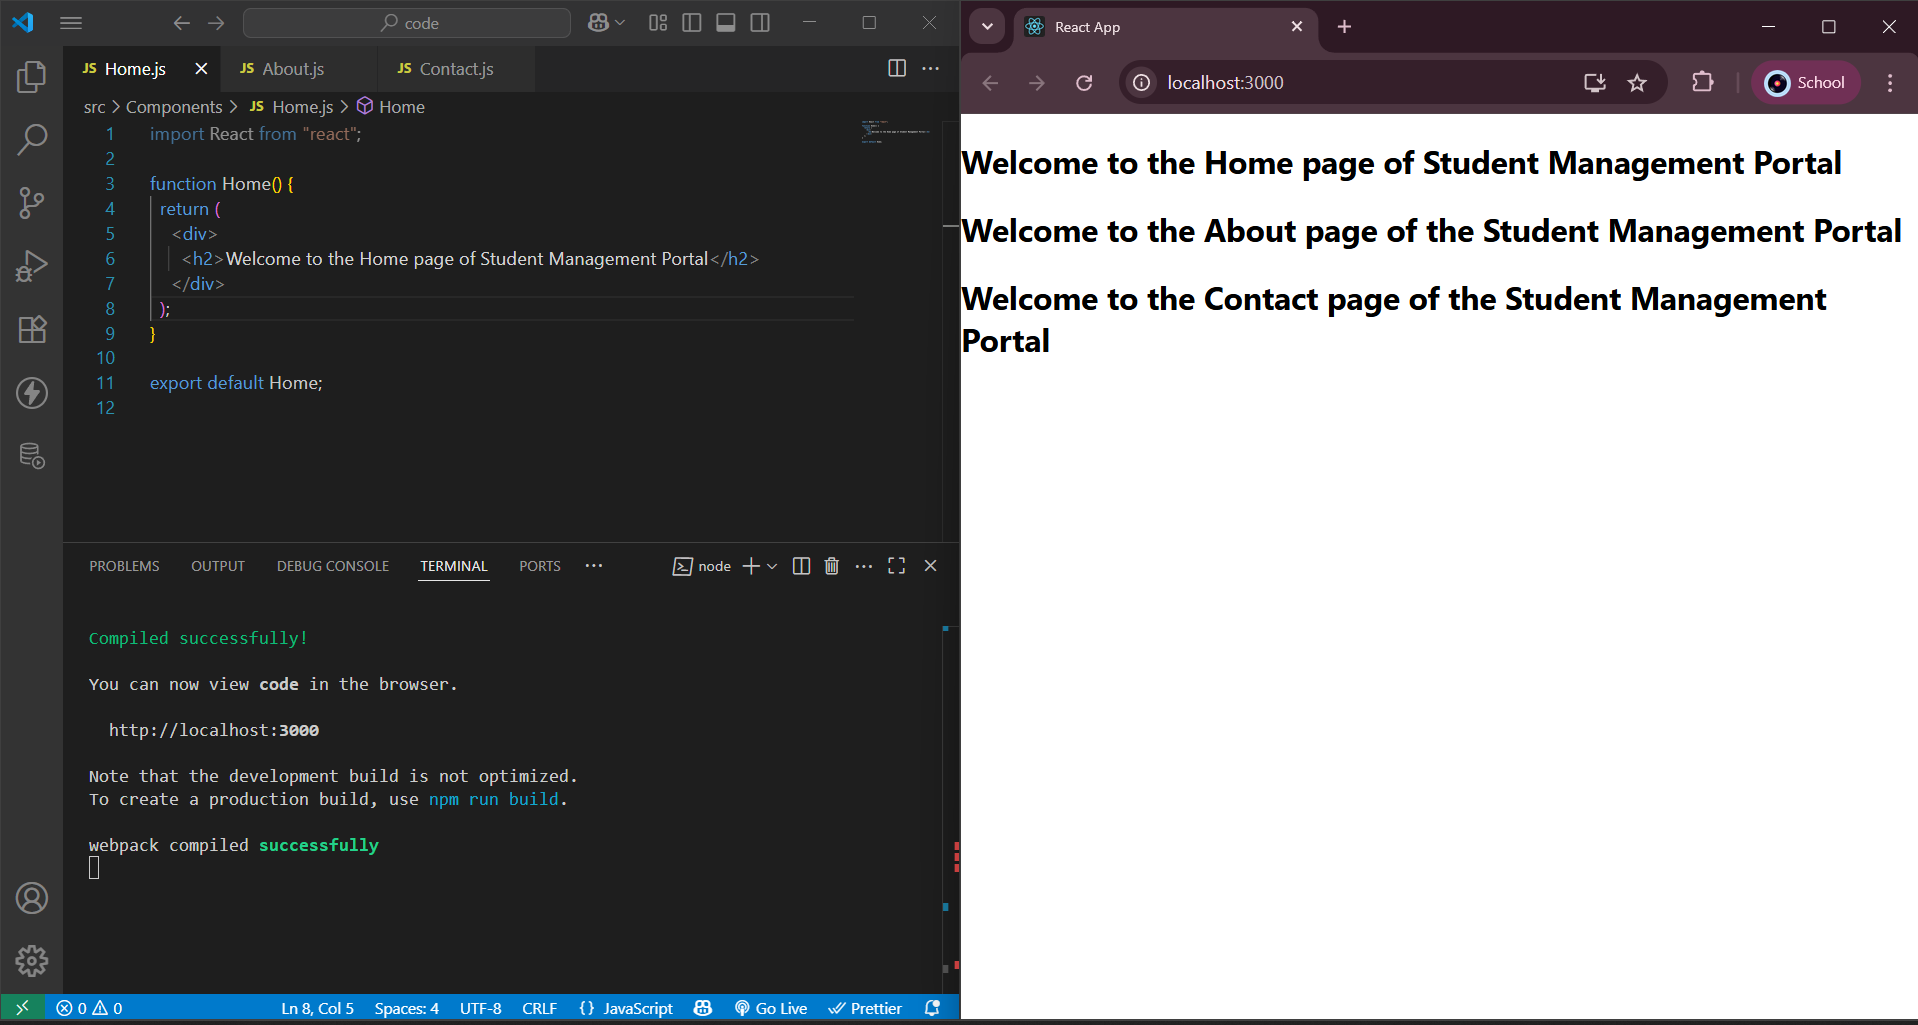 code
JS Home.js
JS About.js
JS Contact.js
src > Components > JS Home.js > Home
1 import React from "react";
2
3 function Home() {
4 return (
5 <div>
6 <h2>Welcome to the Home page of Student Management Portal</h2>
7 </div>
8 );
9 }
10
11 export default Home;
12
PROBLEMS OUTPUT DEBUG CONSOLE TERMINAL PORTS ··· node
Compiled successfully!
You can now view code in the browser.
http://localhost:3000
Note that the development build is not optimized.
To create a production build, use npm run build.
webpack compiled successfully
0 0 Ln 8, Col 5 Spaces: 4 UTF-8 CRLF {} JavaScript Go Live Prettier
React App
localhost:3000
School
Welcome to the Home page of Student Management Portal
Welcome to the About page of the Student Management Portal
Welcome to the Contact page of the Student Management
Portal